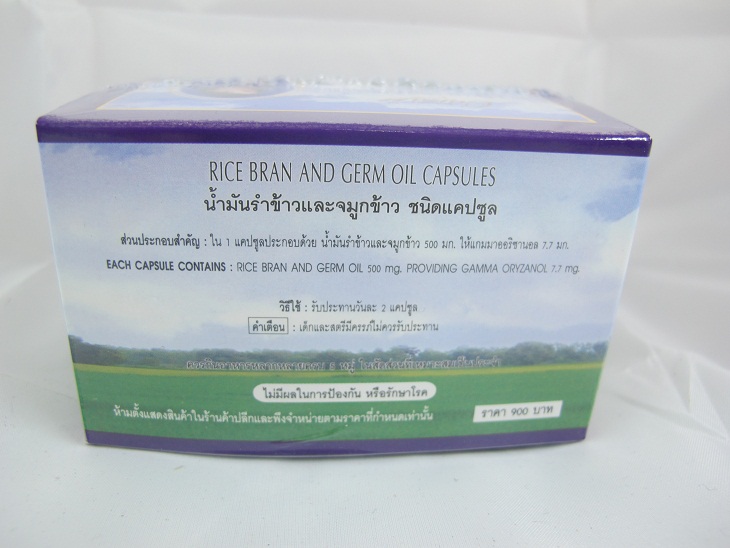 RICE BRAN AND GERM OIL CAPSULES
น้ำมันรำข้าวและจมูกข้าว ชนิดแคปซูล
ส่วนประกอบสำคัญ : ใน 1 แคปซูลประกอบด้วย น้ำมันรำข้าวและจมูกข้าว 500 มก. ให้แกมมาออริซานอล 7.7 มก.
EACH CAPSULE CONTAINS : RICE BRAN AND GERM OIL 500 mg. PROVIDING GAMMA ORYZANOL 7.7 mg.
วิธีใช้ : รับประทานวันละ 2 แคปซูล
คำเตือน : เด็กและสตรีมีครรภ์ไม่ควรรับประทาน
ไม่มีผลในการป้องกัน หรือรักษาโรค
ห้ามตั้งแสดงสินค้าในร้านค้าปลีกและพึงจำหน่ายตามราคาที่กำหนดเท่านั้น
ราคา 900 บาท